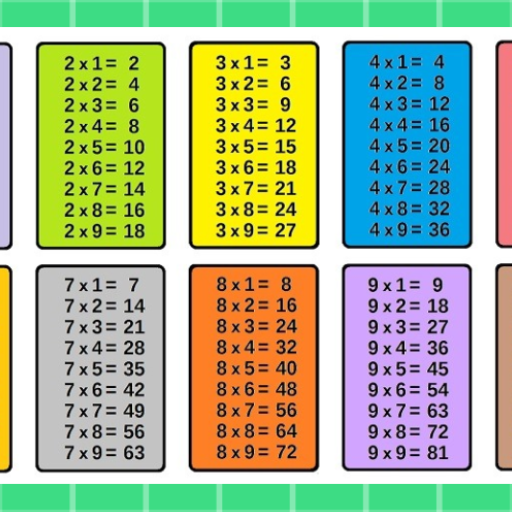 2 x 1 = 2
2 x 2 = 4
2 x 3 = 6
2 x 4 = 8
2 x 5 = 10
2 x 6 = 12
2 x 7 = 14
2 x 8 = 16
2 x 9 = 18
3 x 1 = 3
3 x 2 = 6
3 x 3 = 9
3 x 4 = 12
3 x 5 = 15
3 x 6 = 18
3 x 7 = 21
3 x 8 = 24
3 x 9 = 27
4 x 1 = 4
4 x 2 = 8
4 x 3 = 12
4 x 4 = 16
4 x 5 = 20
4 x 6 = 24
4 x 7 = 28
4 x 8 = 32
4 x 9 = 36
7 x 1 = 7
7 x 2 = 14
7 x 3 = 21
7 x 4 = 28
7 x 5 = 35
7 x 6 = 42
7 x 7 = 49
7 x 8 = 56
7 x 9 = 63
8 x 1 = 8
8 x 2 = 16
8 x 3 = 24
8 x 4 = 32
8 x 5 = 40
8 x 6 = 48
8 x 7 = 56
8 x 8 = 64
8 x 9 = 72
9 x 1 = 9
9 x 2 = 18
9 x 3 = 27
9 x 4 = 36
9 x 5 = 45
9 x 6 = 54
9 x 7 = 63
9 x 8 = 72
9 x 9 = 81